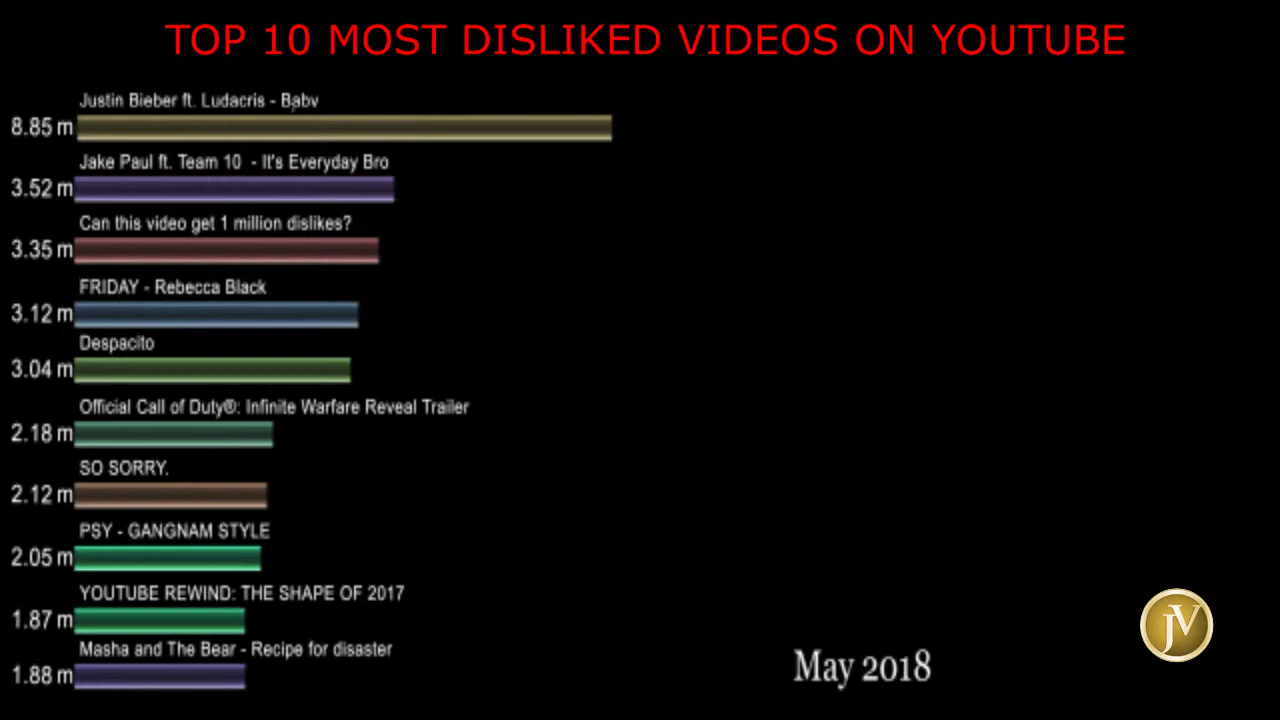 TOP 10 MOST DISLIKED VIDEOS ON YOUTUBE
Justin Bieber ft. Ludacris - Baby
8.85 m
Jake Paul ft. Team 10 - It's Everyday Bro
3.52 m
Can this video get 1 million dislikes?
3.35 m
FRIDAY - Rebecca Black
3.12 m
Despacito
3.04 m
Official Call of Duty®: Infinite Warfare Reveal Trailer
2.18 m
SO SORRY.
2.12 m
PSY - GANGNAM STYLE
2.05 m
YOUTUBE REWIND: THE SHAPE OF 2017
1.87 m
Masha and The Bear - Recipe for disaster
1.88 m
May 2018
JV